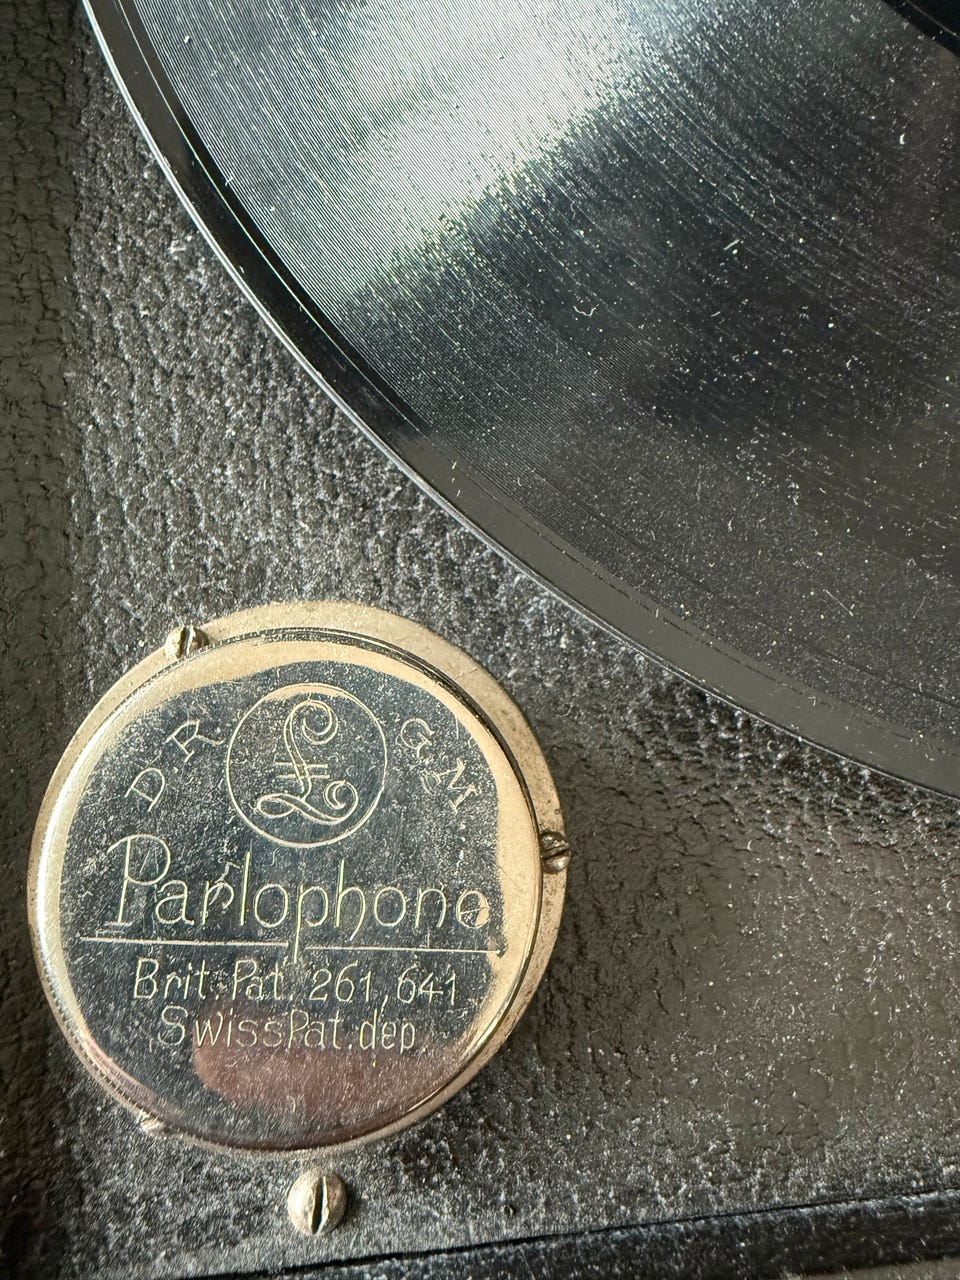 D.R. £ G.M.
Parlophone
Brit. Pat. 261,641
Swiss Pat. dep